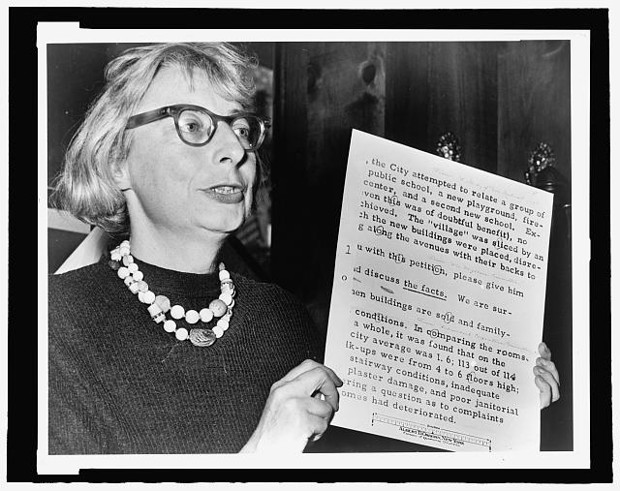 , the City attempted to relate a group of
public school, a new playground, fire-
center, and a second new school. Ex-
ven this was of doubtful benefit), no
chieved. The "village" was sliced by an
ch the new buildings were placed, disre-
g along the avenues with their backs to
u with this petition, please give him
d discuss the facts. We are sur-
en buildings are sold and family-
conditions. In comparing the rooms.
a whole, it was found that on the
city average was 1.6; 113 out of 114
lk-ups were from 4 to 6 floors high;
stairway conditions, inadequate
plaster damage, and poor janitorial
ring a question as to complaints
omes had deteriorated.